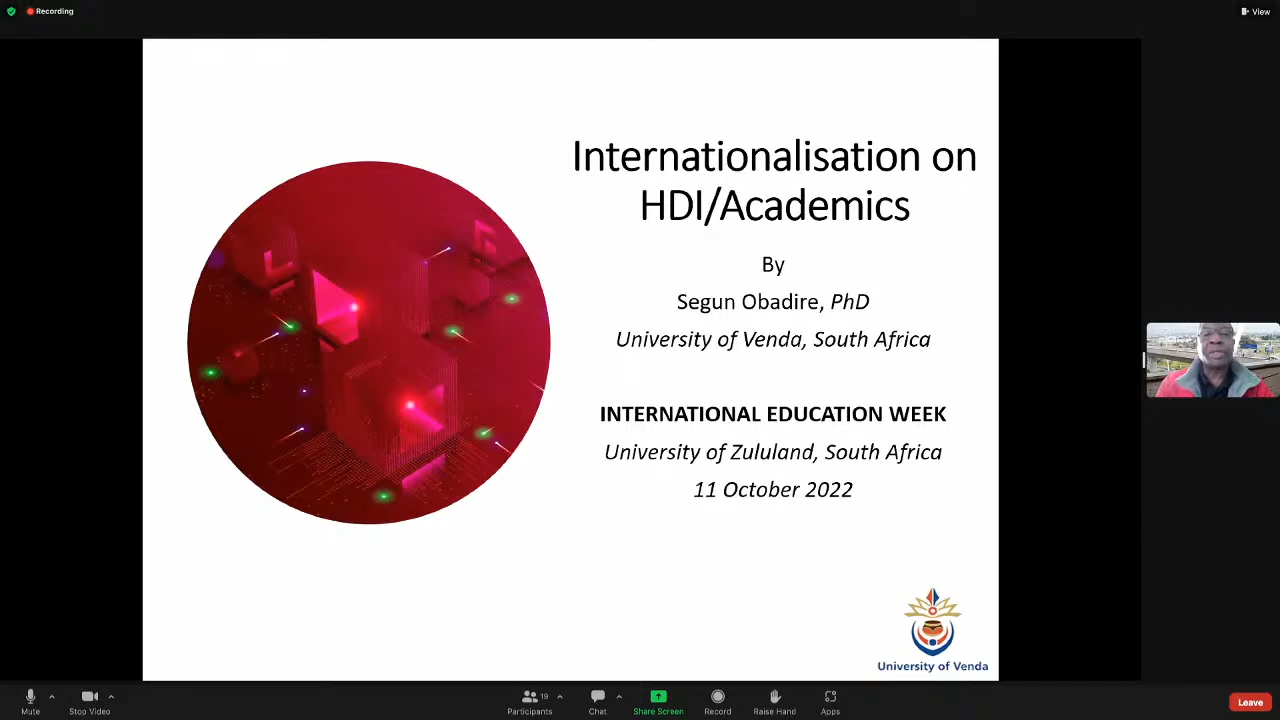 Recording
View
Internationalisation on
HDI/Academics
By
Segun Obadire, PhD
University of Venda, South Africa
INTERNATIONAL EDUCATION WEEK
University of Zululand, South Africa
11 October 2022
University of Venda
Mute
Stop Video
Participants
19
Chat
Share Screen
Record
Raise Hand
Apps
Leave